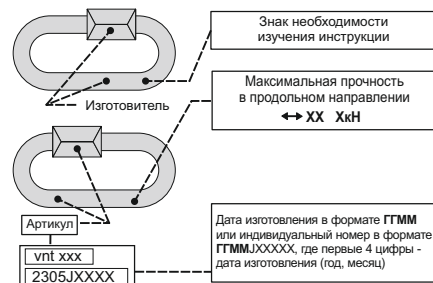 Знак необходимости
изучения инструкции
Максимальная прочность
в продольном направлении
↔ XX XкН
Изготовитель
Артикул
vnt xxx
2305JXXXX
Дата изготовления в формате ГГММ
или индивидуальный номер в формате
ГГММJXXXXX, где первые 4 цифры -
дата изготовления (год, месяц)